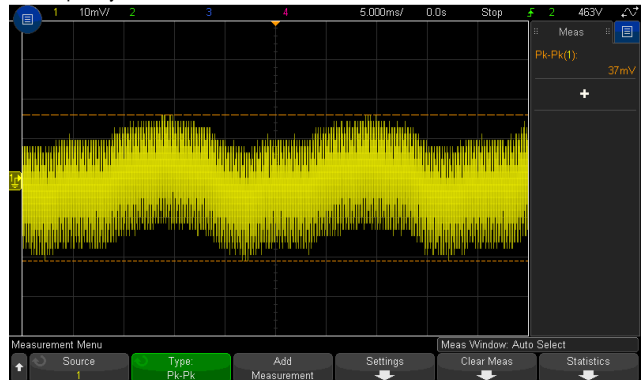 1 10mV/ 2 3 4 5.000ms/ 0.0s Stop 2 463V
Meas
Pk-Pk(1):
37mV
+
1
Measurement Menu Meas Window: Auto Select
Source Type: Add Settings Clear Meas Statistics
1 Pk-Pk Measurement